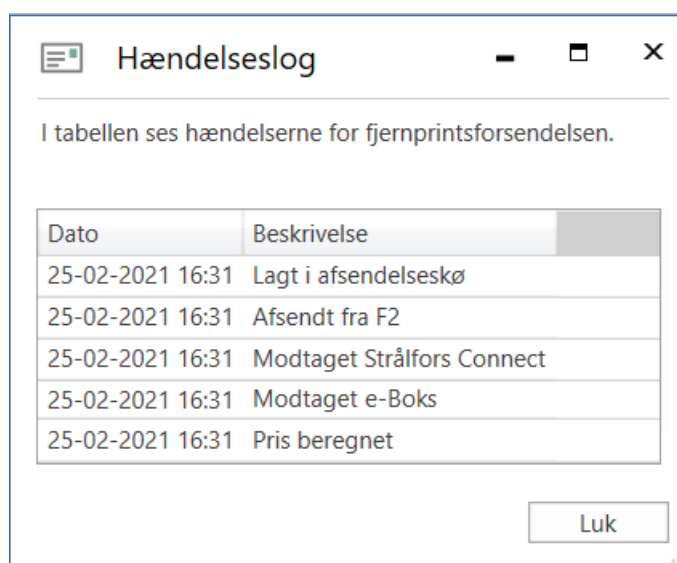 Hændelseslog
I tabellen ses hændelserne for fjernprintsforsendelsen.
Dato Beskrivelse
25-02-2021 16:31 Lagt i afsendelseskø
25-02-2021 16:31 Afsendt fra F2
25-02-2021 16:31 Modtaget Strålfors Connect
25-02-2021 16:31 Modtaget e-Boks
25-02-2021 16:31 Pris beregnet
Luk